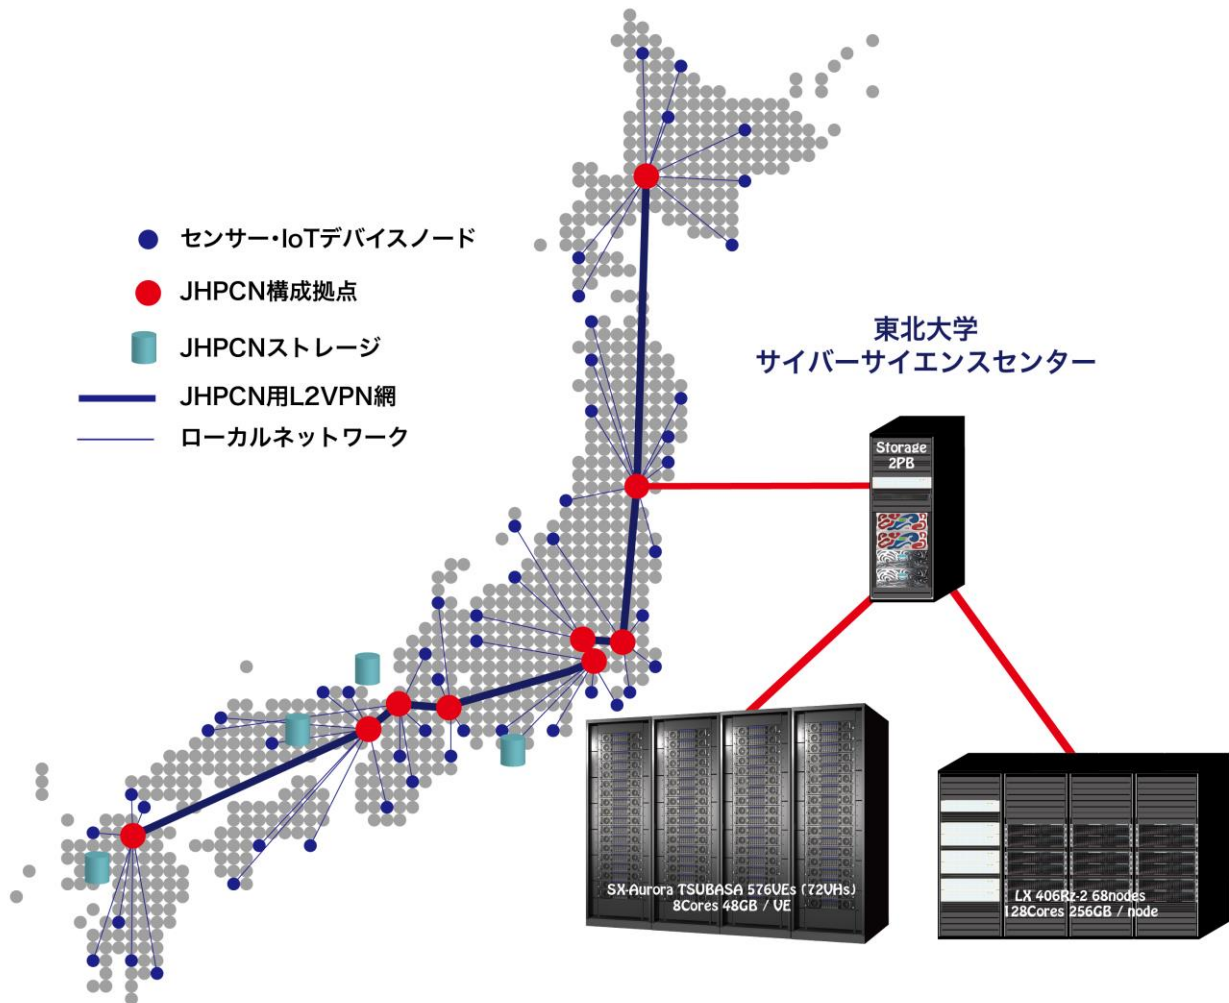 センサー・IoTデバイスノード
JHPCN構成拠点
JHPCNストレージ
JHPCN用L2VPN網
ローカルネットワーク
東北大学
サイバーサイエンスセンター
Storage
2PB
SX-Aurora TSUBASA 576VEs (72VHs)
8Cores 48GB / VE
LX 406Rz-2 68nodes
128Cores 256GB / node